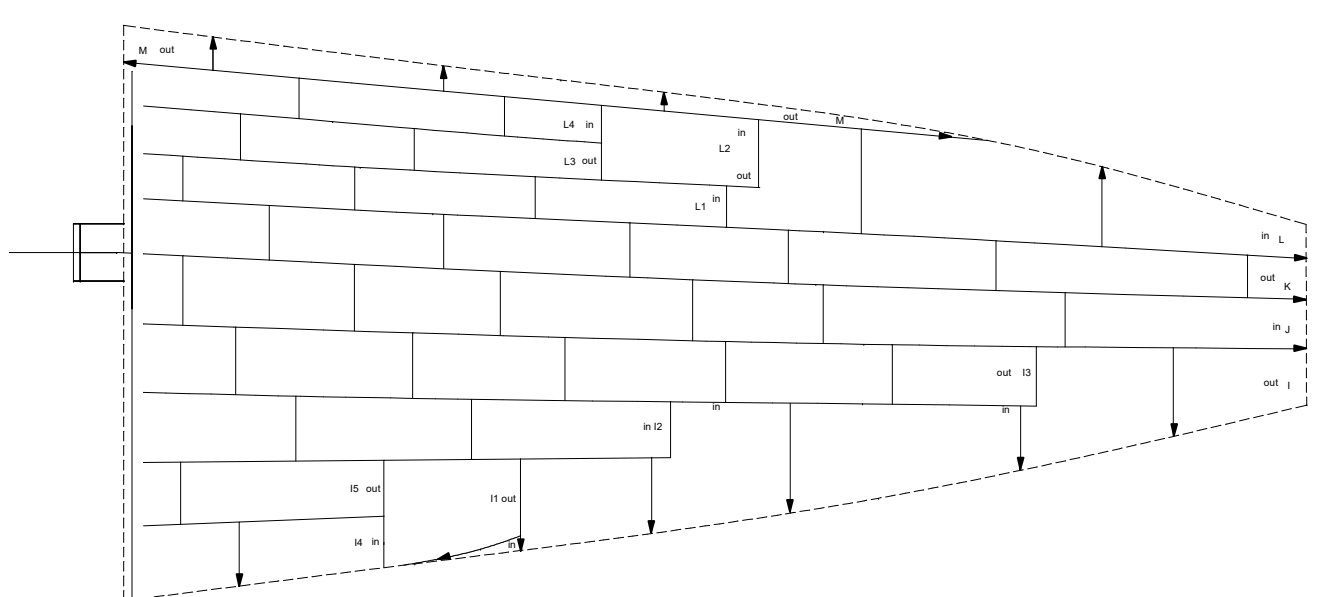 M out
out M
L4 in
in
L2
out
L3 out
in
L1
in L
out K
in J
out I3
out I
in
in
in I2
I5 out
I1 out
I4 in
in